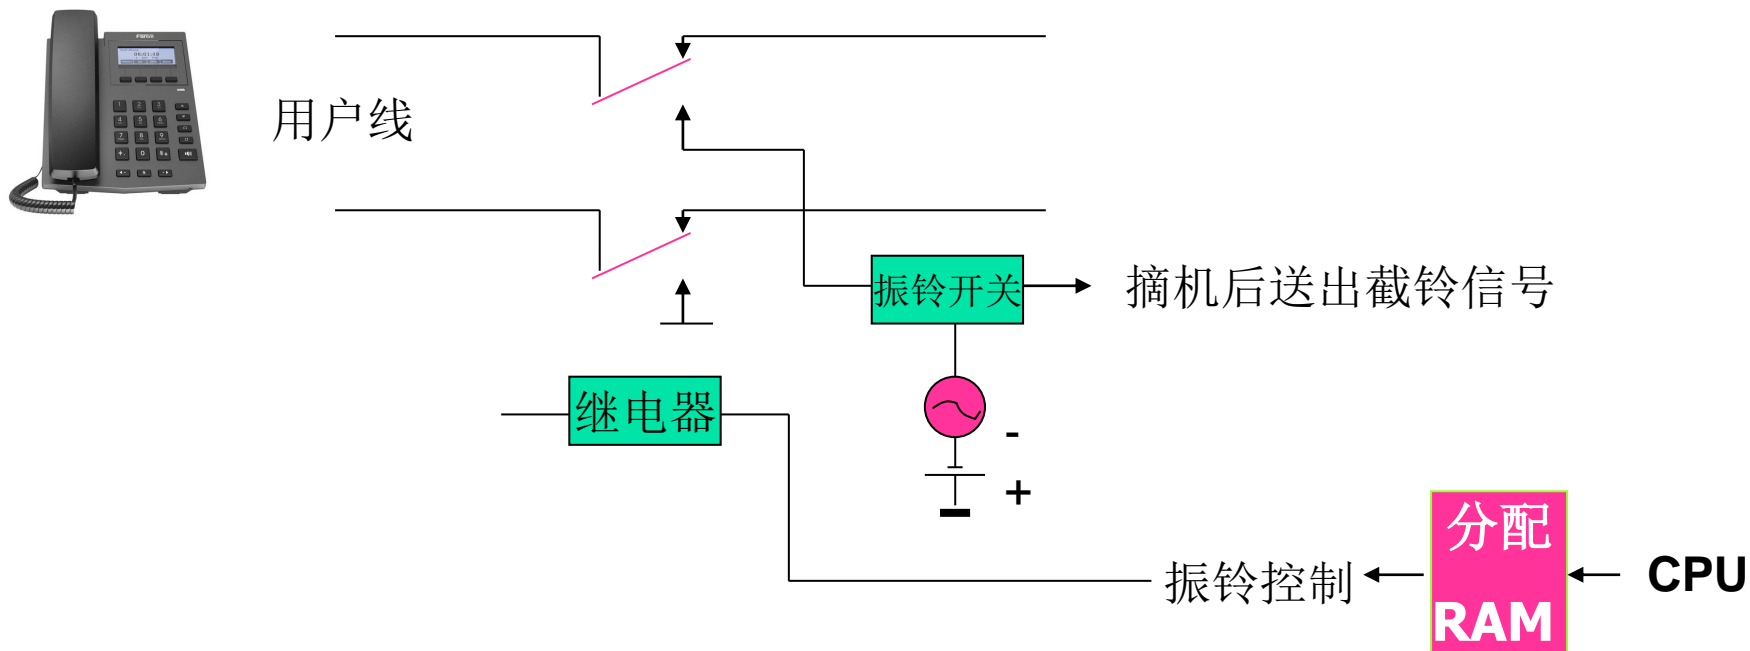 用户线
振铃开关
摘机后送出截铃信号
继电器
-
+
分配
RAM
振铃控制
CPU